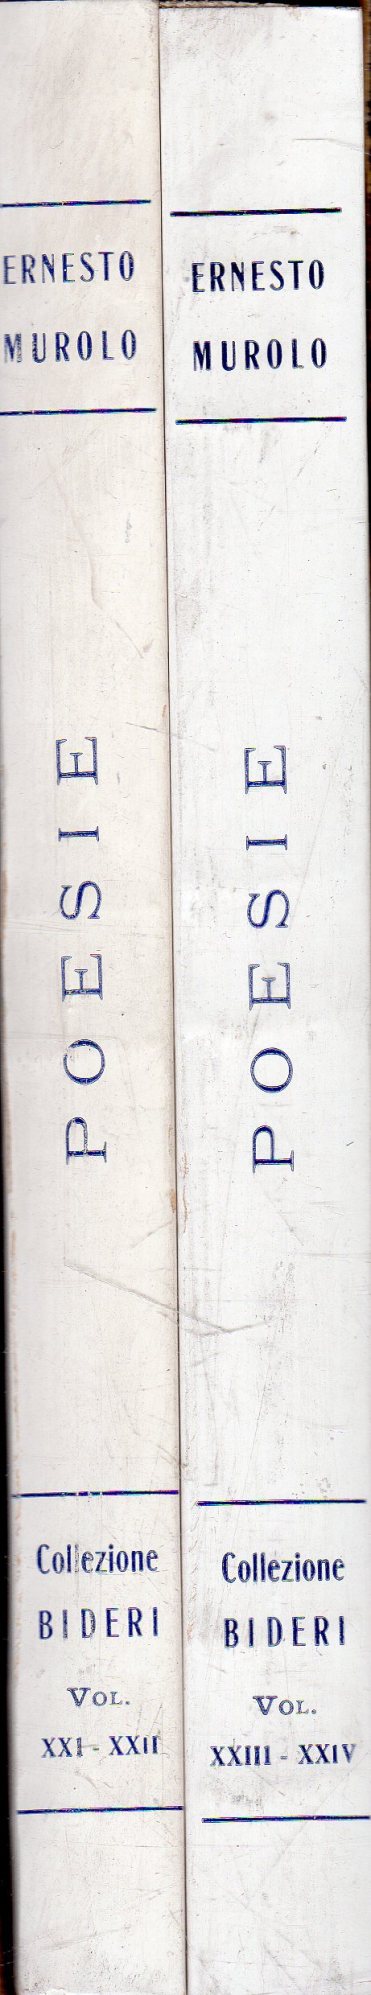 ERNESTO
MUROLO
POESIE
Collezione
BIDERI
VOL.
XXI - XXII
ERNESTO
MUROLO
POESIE
Collezione
BIDERI
VOL.
XXIII - XXIV